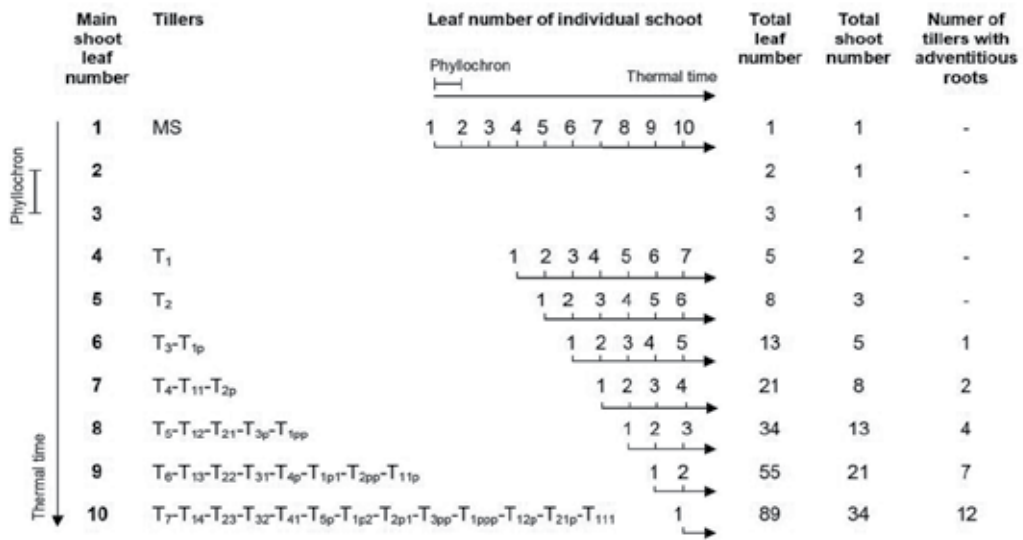 Main shoot leaf number Tillers Leaf number of individual schoot Total leaf number Total shoot number Numer of tillers with adventitious roots
Phyllochron Thermal time
1 MS 1 2 3 4 5 6 7 8 9 10 1 1 -
2 2 1 -
3 3 1 -
Phyllochron
4 T₁ 1 2 3 4 5 6 7 5 2 -
5 T₂ 1 2 3 4 5 6 8 3 -
6 T₃-T₁ₚ 1 2 3 4 5 13 5 1
7 T₄-T₁₁-T₂ₚ 1 2 3 4 21 8 2
8 T₅-T₁₂-T₂₁-T₃ₚ-T₁ₚₚ 1 2 3 34 13 4
9 T₆-T₁₃-T₂₂-T₃₁-T₄ₚ-T₁ₚ₁-T₂ₚₚ-T₁₁ₚ 1 2 55 21 7
10 T₇-T₁₄-T₂₃-T₃₂-T₄₁-T₅ₚ-T₁ₚ₂-T₂ₚ₁-T₃ₚₚ-T₁ₚₚₚ-T₁₂ₚ-T₂₁ₚ-T₁₁₁ 1 89 34 12
Thermal time